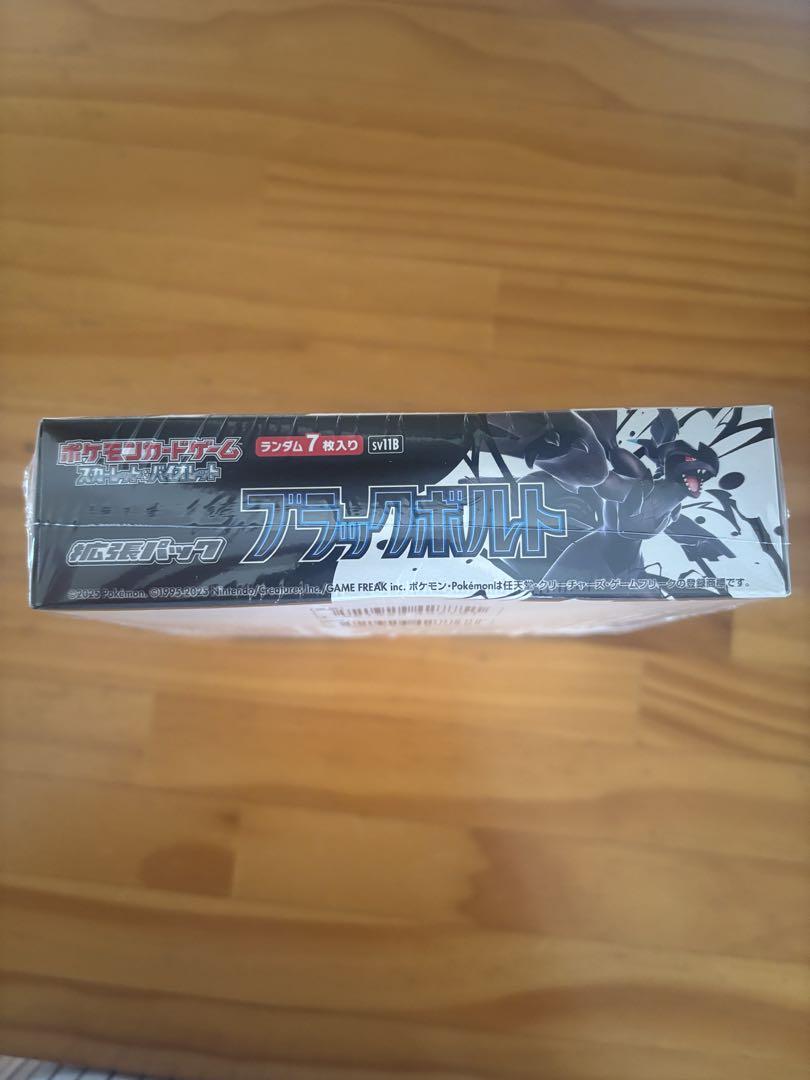 ポケモンカードゲーム
スカーレット&バイオレット
ランダム7枚入り
sv11B
拡張パック
ブラックボルト
©2025 Pokémon. ©1995-2025 Nintendo/Creatures Inc./GAME FREAK inc. ポケモン・Pokémonは任天堂・クリーチャーズ・ゲームフリークの登録商標です。